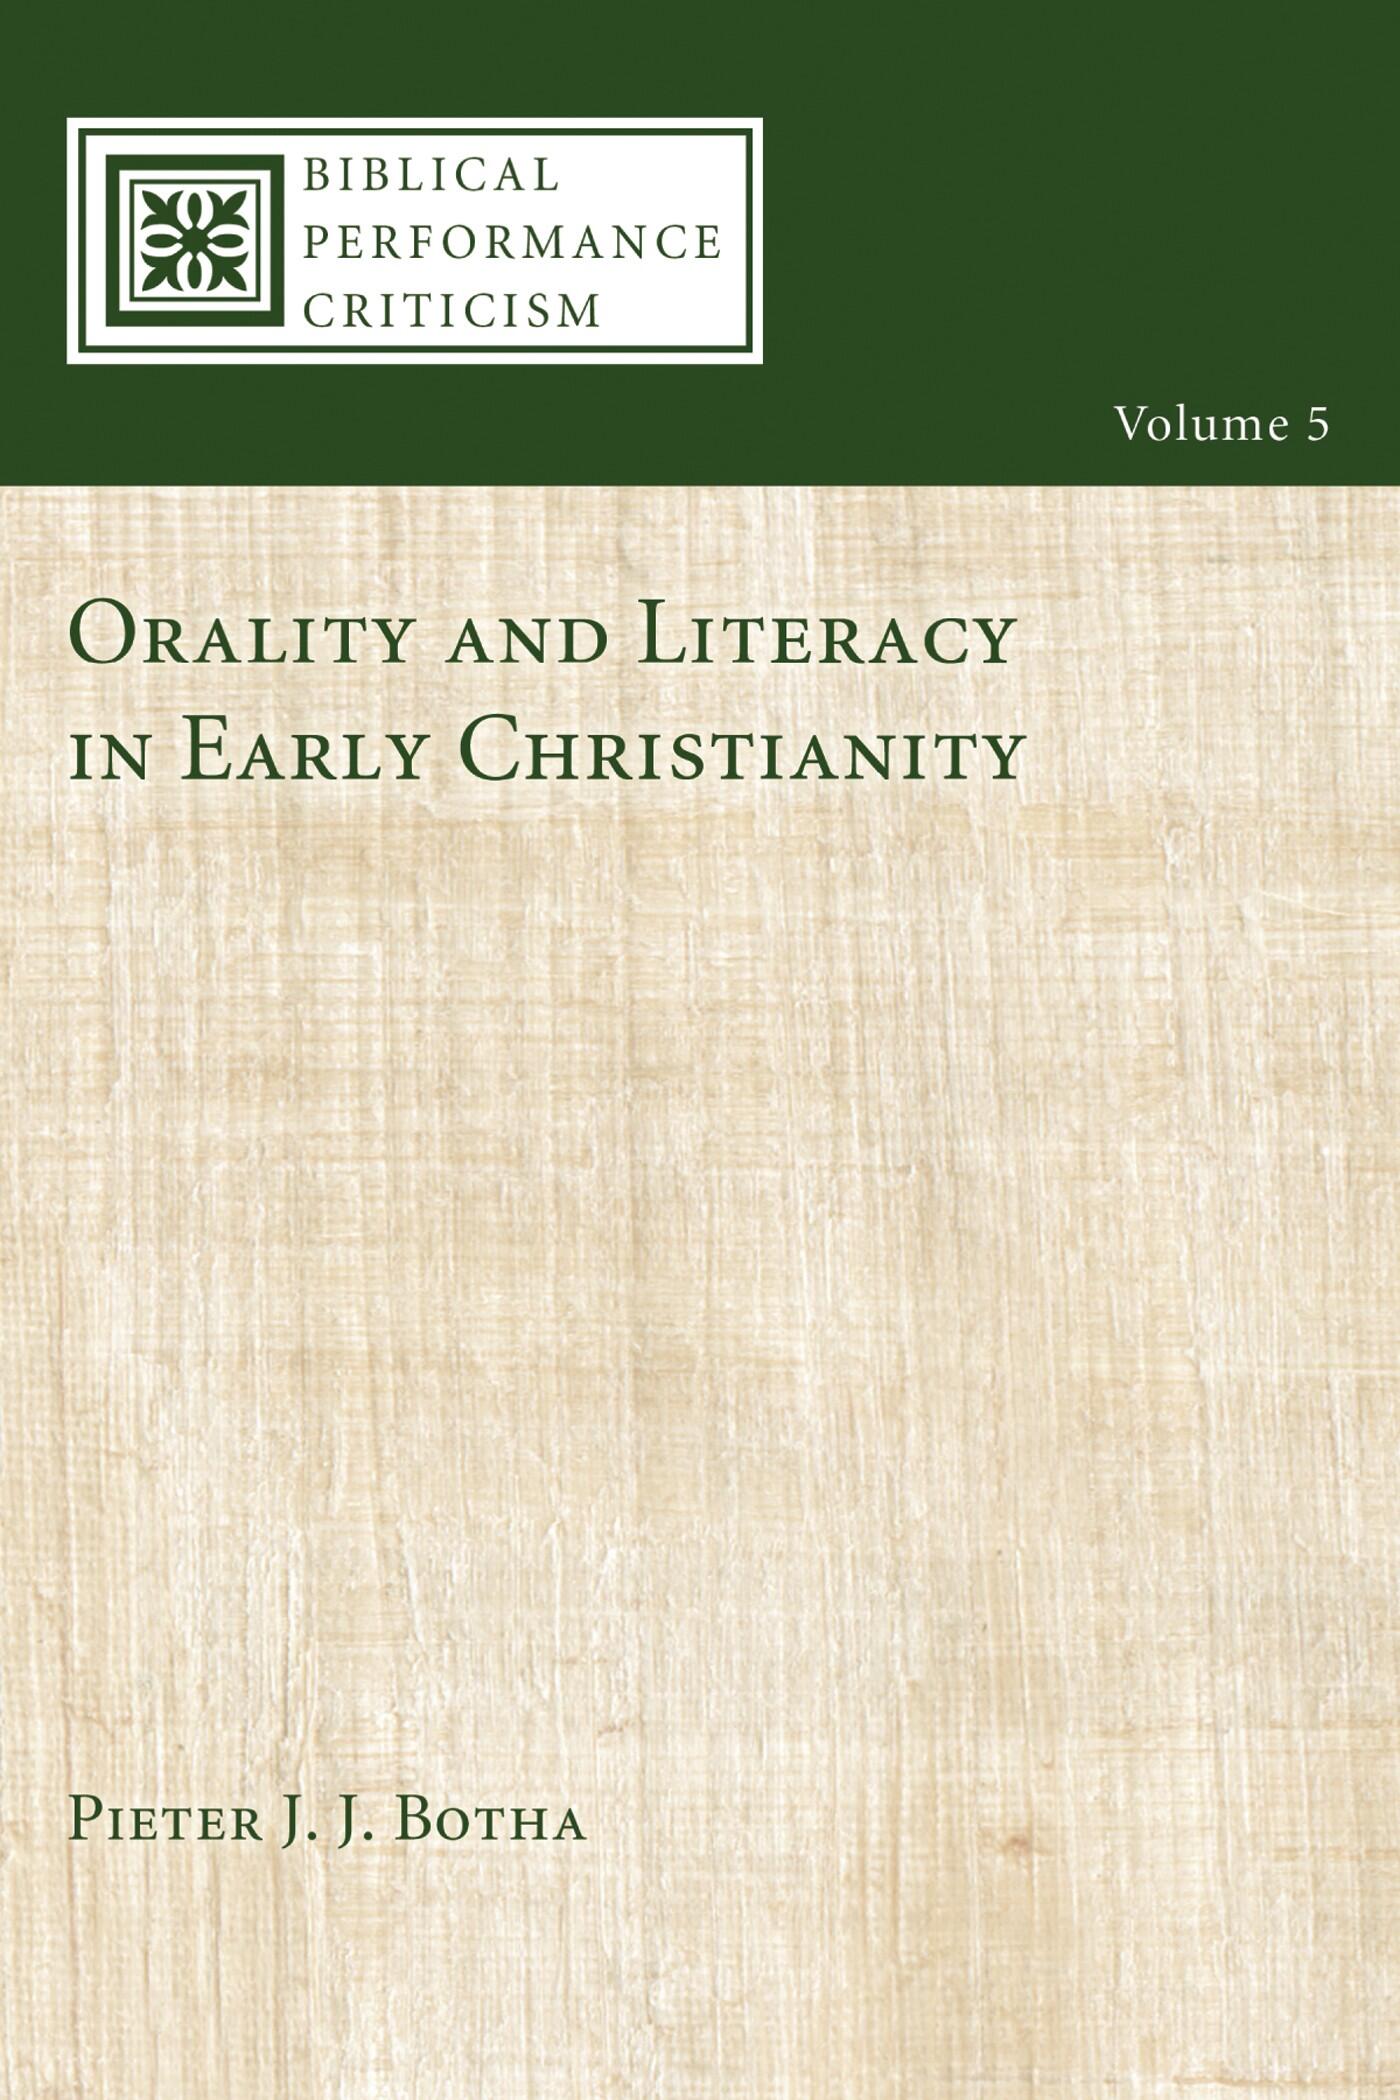 BIBLICAL
PERFORMANCE
CRITICISM
Volume 5
Orality and Literacy
in Early Christianity
Pieter J. J. Botha